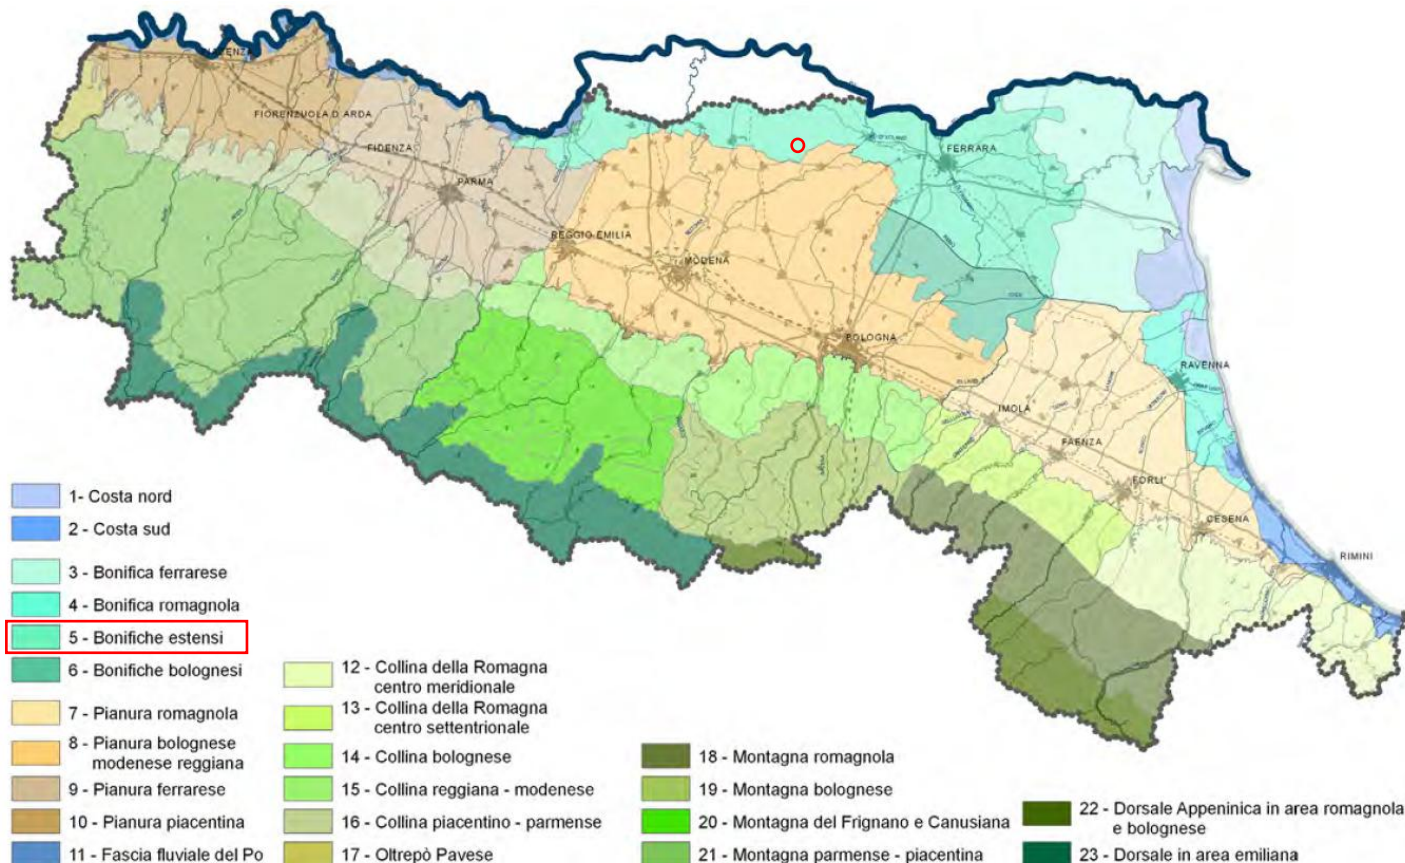 PIACENZA
FIORENZUOLA D'ARDA
FIDENZA
PARMA
REGGIO EMILIA
MODENA
BOLOGNA
FERRARA
RAVENNA
IMOLA
FAENZA
FORLI'
CESENA
RIMINI
1- Costa nord
2 - Costa sud
3 - Bonifica ferrarese
4 - Bonifica romagnola
5 - Bonifiche estensi
6 - Bonifiche bolognesi
7 - Pianura romagnola
8 - Pianura bolognese
modenese reggiana
9 - Pianura ferrarese
10 - Pianura piacentina
11 - Fascia fluviale del Po
12 - Collina della Romagna
centro meridionale
13 - Collina della Romagna
centro settentrionale
14 - Collina bolognese
15 - Collina reggiana - modenese
16 - Collina piacentino - parmense
17 - Oltrepò Pavese
18 - Montagna romagnola
19 - Montagna bolognese
20 - Montagna del Frignano e Canusiana
21 - Montagna parmense - piacentina
22 - Dorsale Appeninica in area romagnola
e bolognese
23 - Dorsale in area emiliana